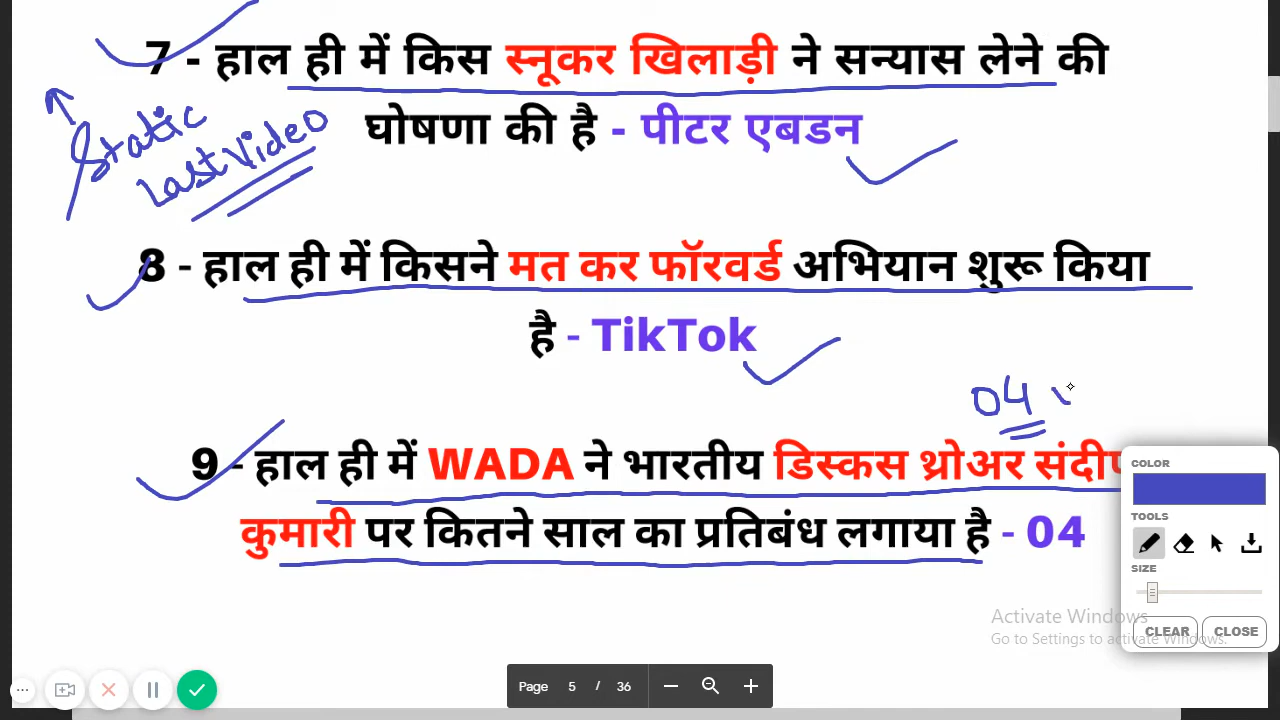 7 - हाल ही में किस स्नूकर खिलाड़ी ने सन्यास लेने की
घोषणा की है - पीटर एबडन
Static
Last Video
8 - हाल ही में किसने मत कर फॉरवर्ड अभियान शुरू किया
है - TikTok
04
9 - हाल ही में WADA ने भारतीय डिस्कस थ्रोअर
कुमारी पर कितने साल का प्रतिबंध लगाया है - 04
COLOR
TOOLS
SIZE
CLEAR CLOSE
Activate Windows
Go to Settings to activate Windows.
Page 5 / 36